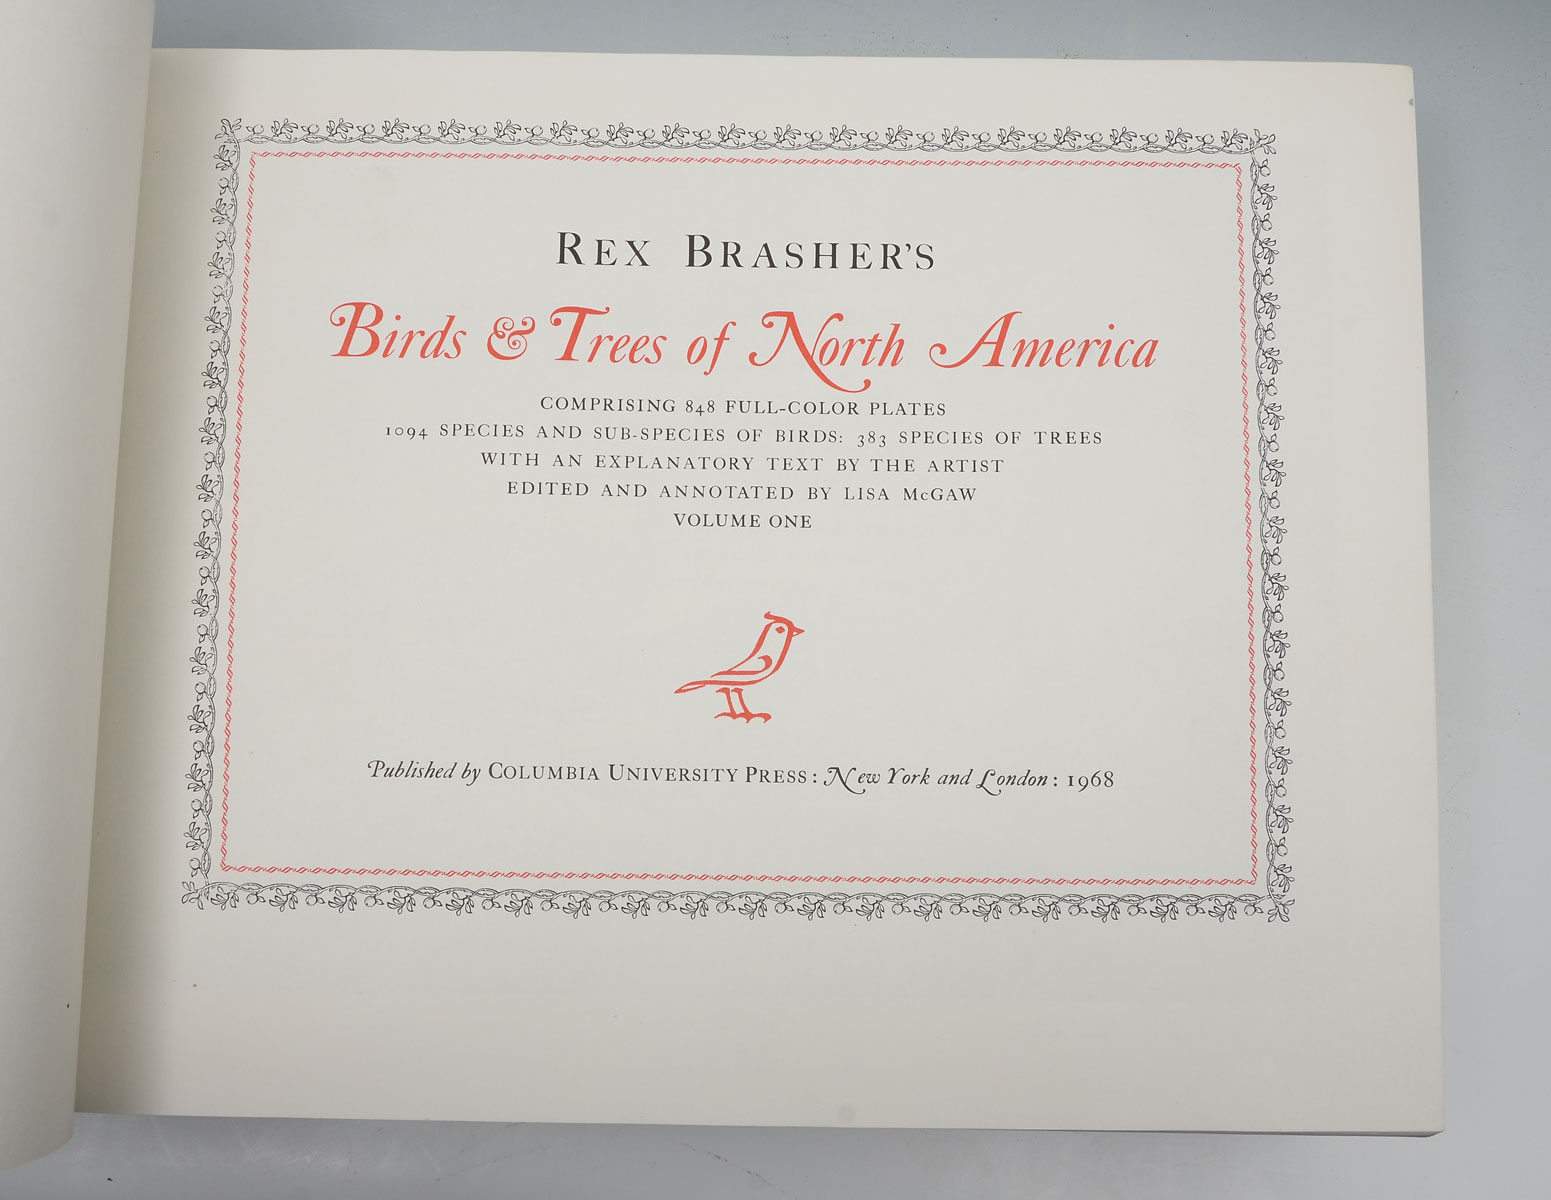 REX BRASHER'S
Birds & Trees of North America
COMPRISING 848 FULL-COLOR PLATES
1094 SPECIES AND SUB-SPECIES OF BIRDS: 383 SPECIES OF TREES
WITH AN EXPLANATORY TEXT BY THE ARTIST
EDITED AND ANNOTATED BY LISA McGAW
VOLUME ONE
Published by COLUMBIA UNIVERSITY PRESS: New York and London: 1968